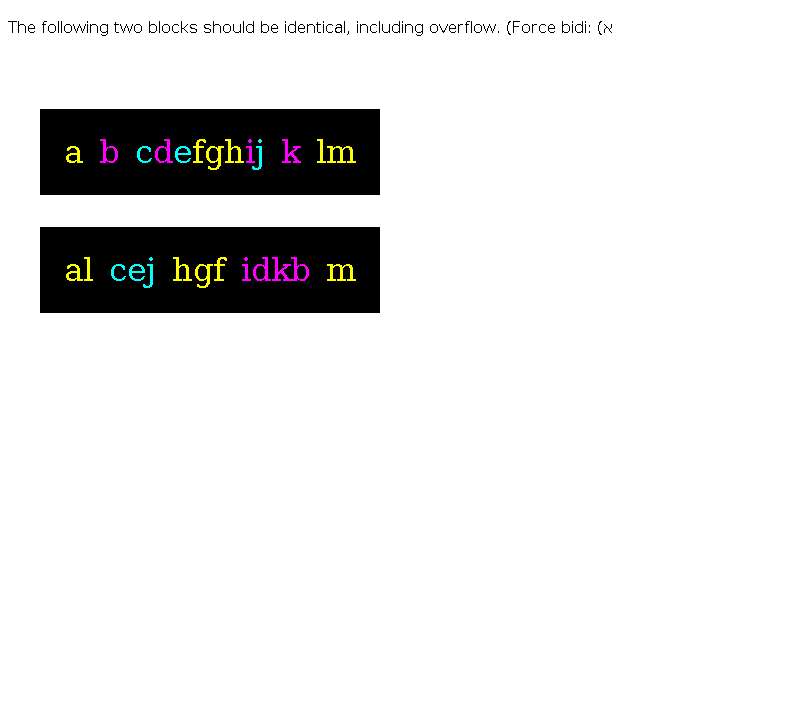 The following two blocks should be identical, including overflow. (Force bidi: (א
a b cdefghij k lm
al cej hgf idkb m